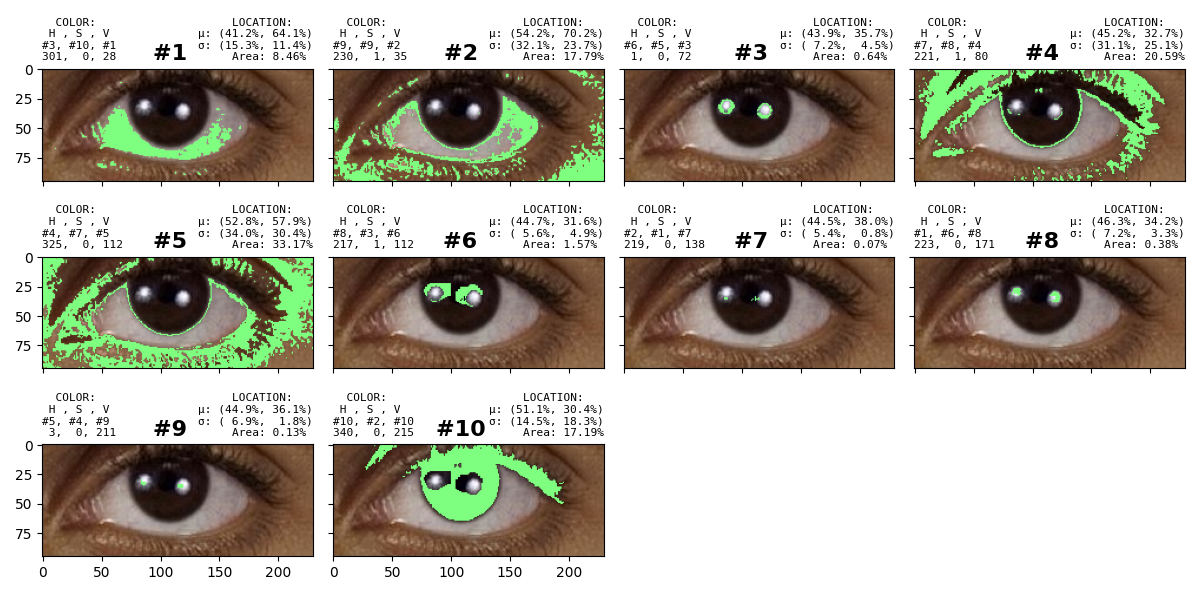 COLOR: LOCATION: COLOR: LOCATION: COLOR: LOCATION: COLOR: LOCATION:
H , S , V μ: (41.2%, 64.1%) H , S , V μ: (54.2%, 70.2%) H , S , V μ: (43.9%, 35.7%) H , S , V μ: (45.2%, 32.7%)
#3, #10, #1 σ: (15.3%, 11.4%) #9, #9, #2 σ: (32.1%, 23.7%) #6, #5, #3 σ: ( 7.2%, 4.5%) #7, #8, #4 σ: (31.1%, 25.1%)
301, 0, 28 #1 Area: 8.46% 230, 1, 35 #2 Area: 17.79% 1, 0, 72 #3 Area: 0.64% 221, 1, 80 #4 Area: 20.59%
0
25
50
75
COLOR: LOCATION: COLOR: LOCATION: COLOR: LOCATION: COLOR: LOCATION:
H , S , V μ: (52.8%, 57.9%) H , S , V μ: (44.7%, 31.6%) H , S , V μ: (44.5%, 38.0%) H , S , V μ: (46.3%, 34.2%)
#4, #7, #5 σ: (34.0%, 30.4%) #8, #3, #6 σ: ( 5.6%, 4.9%) #2, #1, #7 σ: ( 5.4%, 0.8%) #1, #6, #8 σ: ( 7.2%, 3.3%)
325, 0, 112 #5 Area: 33.17% 217, 1, 112 #6 Area: 1.57% 219, 0, 138 #7 Area: 0.07% 223, 0, 171 #8 Area: 0.38%
0
25
50
75
COLOR: LOCATION: COLOR: LOCATION:
H , S , V μ: (44.9%, 36.1%) H , S , V μ: (51.1%, 30.4%)
#5, #4, #9 σ: ( 6.9%, 1.8%) #10, #2, #10 σ: (14.5%, 18.3%)
3, 0, 211 #9 Area: 0.13% 340, 0, 215 #10 Area: 17.19%
0
25
50
75
0 50 100 150 200 0 50 100 150 200